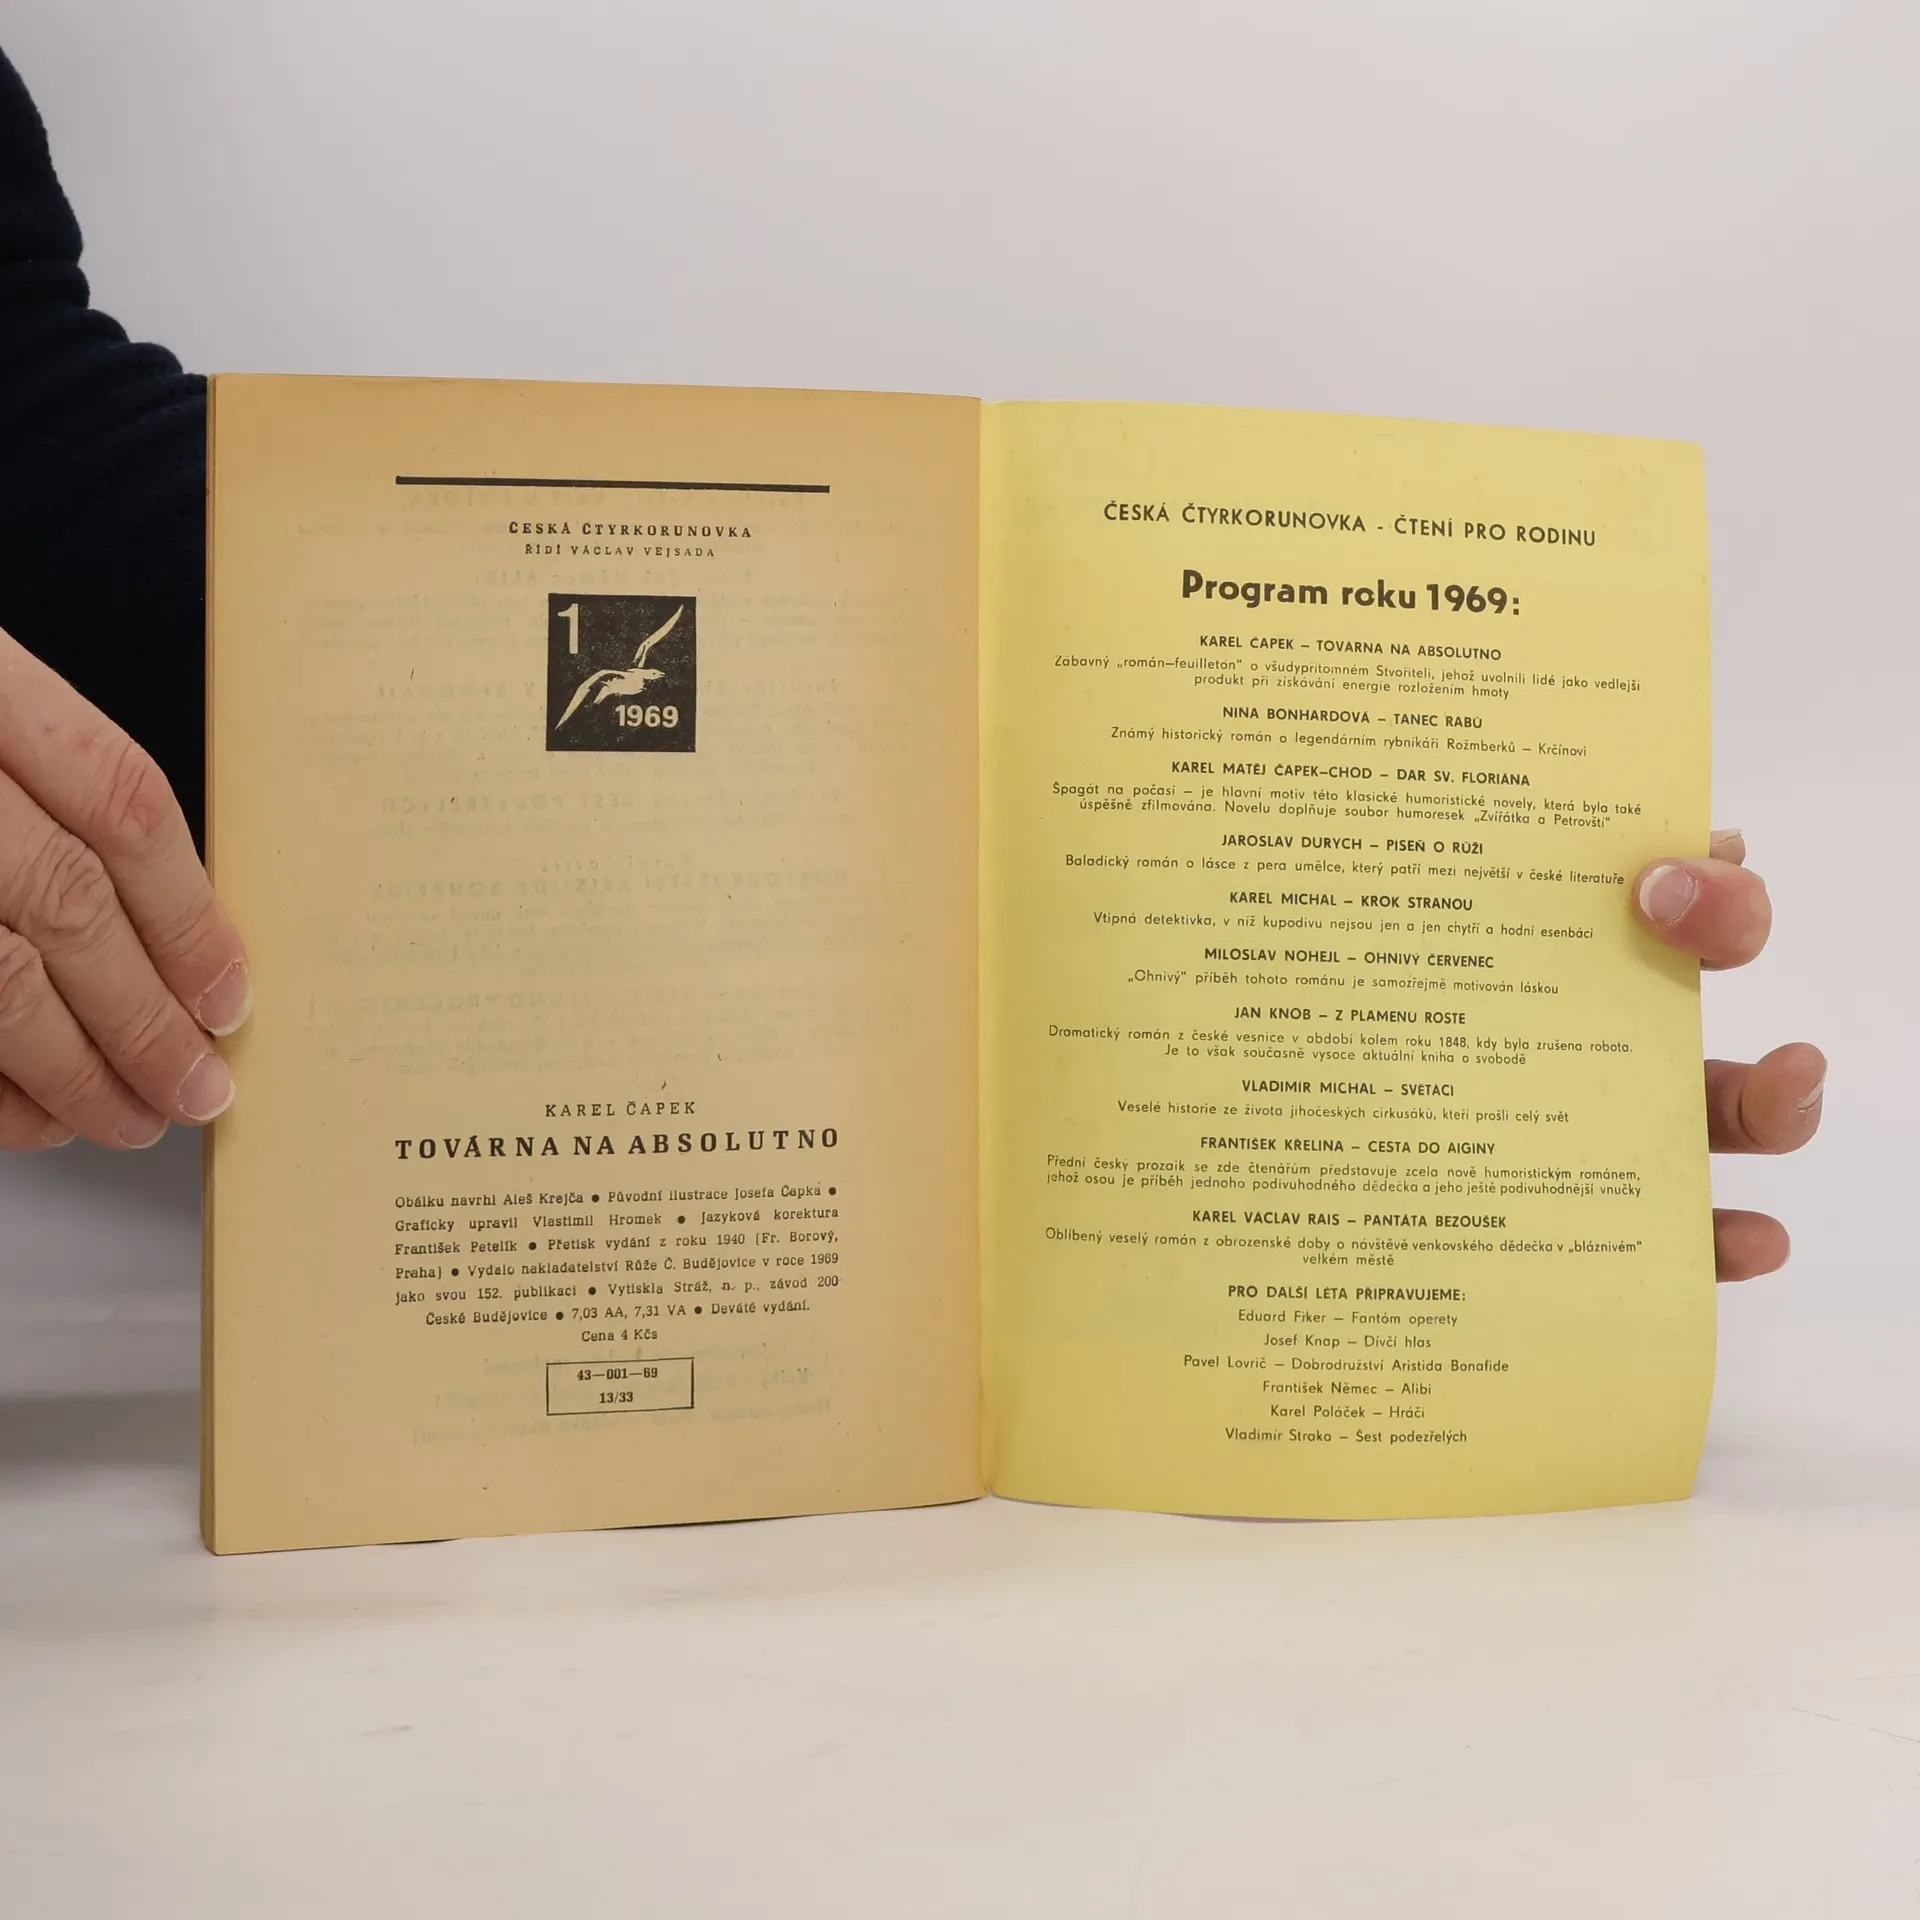 ČESKÁ ČTYRKORUNOVKA
ŘÍDÍ VÁCLAV VEJSADA
1
1969
KAREL ČAPEK
TOVÁRNA NA ABSOLUTNO
Obálku navrhl Aleš Krejča ● Původní ilustrace Josefa Čapka ●
Graficky upravil Vlastimil Hromek ● Jazyková korektura
František Petelík ● Přetisk vydání z roku 1940 (Fr. Borový,
Praha) ● Vydalo nakladatelství Růže Č. Budějovice v roce 1969
jako svou 152. publikaci ● Vytiskla Stráž, n. p., závod 200
České Budějovice ● 7,03 AA, 7,31 VA ● Deváté vydání.
Cena 4 Kčs
43—001—69
13/33
ČESKÁ ČTYRKORUNOVKA - ČTENÍ PRO RODINU
Program roku 1969:
KAREL ČAPEK – TOVÁRNA NA ABSOLUTNO
Zábavný „román–feuilleton" o všudypřítomném Stvořiteli, jehož uvolnili lidé jako vedlejší
produkt při získávání energie rozložením hmoty
NINA BONHARDOVÁ – TANEC RABŮ
Známý historický román o legendárním rybníkáři Rožmberků – Krčínovi
KAREL MATĚJ ČAPEK–CHOD – DAR SV. FLORIÁNA
Špagát na počasí – je hlavní motiv této klasické humoristické novely, která byla také
úspěšně zfilmována. Novelu doplňuje soubor humoresek „Zvířátka a Petrovští"
JAROSLAV DURYCH – PÍSEŇ O RŮŽI
Baladický román o lásce z pera umělce, který patří mezi největší v české literatuře
KAREL MICHAL – KROK STRANOU
Vtipná detektivka, v níž kupodivu nejsou jen a jen chytří a hodní esenbáci
MILOSLAV NOHEJL – OHNIVÝ ČERVENEC
„Ohnivý" příběh tohoto románu je samozřejmě motivován láskou
JAN KNOB – Z PLAMENŮ ROSTE
Dramatický román z české vesnice v období kolem roku 1848, kdy byla zrušena robota.
Je to však současně vysoce aktuální kniha o svobodě
VLADIMÍR MICHAL – SVĚTÁCI
Veselé historie ze života jihočeských cirkusáků, kteří prošli celý svět
FRANTIŠEK KŘELINA – CESTA DO AIGINY
Přední český prozaik se zde čtenářům představuje zcela nově humoristickým románem,
jehož osou je příběh jednoho podivuhodného dědečka a jeho ještě podivuhodnější vnučky
KAREL VÁCLAV RAIS – PANTÁTA BEZOUŠEK
Oblíbený veselý román z obrozenské doby o návštěvě venkovského dědečka v „bláznivém"
velkém městě
PRO DALŠÍ LÉTA PŘIPRAVUJEME:
Eduard Fiker – Fantóm operety
Josef Knap – Dívčí hlas
Pavel Lovrič – Dobrodružství Aristida Bonafide
František Němec – Alibi
Karel Poláček – Hráči
Vladimír Straka – Šest podezřelých